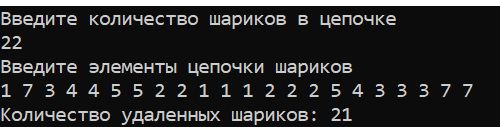 Введите количество шариков в цепочке
22
Введите элементы цепочки шариков
1 7 3 4 4 5 5 2 2 1 1 1 2 2 2 5 4 3 3 3 7 7
Количество удаленных шариков: 21